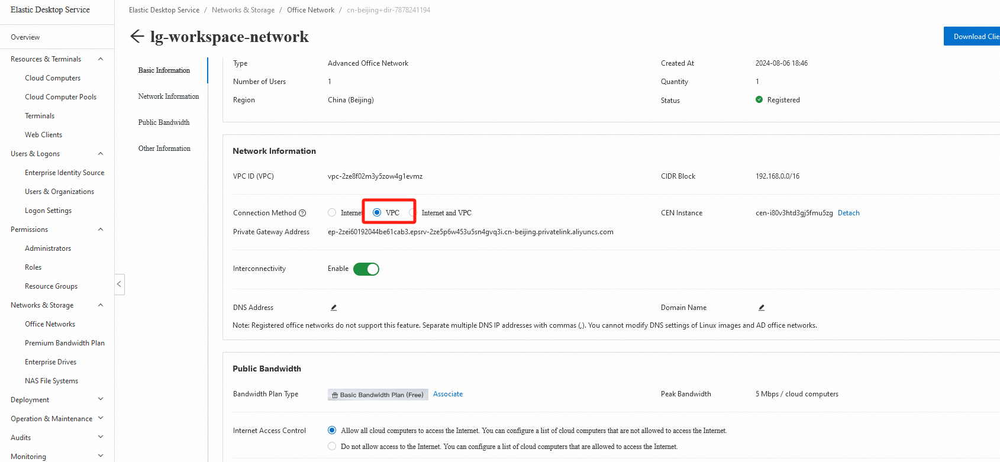 Elastic Desktop Service
Elastic Desktop Service / Networks & Storage / Office Network / cn-beijing+dir-7878241194
Overview
lg-workspace-network
Download Clie
Resources & Terminals
Cloud Computers
Cloud Computer Pools
Terminals
Web Clients
Users & Logons
Enterprise Identity Source
Users & Organizations
Logon Settings
Permissions
Administrators
Roles
Resource Groups
Networks & Storage
Office Networks
Premium Bandwidth Plan
Enterprise Drives
NAS File Systems
Deployment
Operation & Maintenance
Audits
Monitoring
Basic Information
Network Information
Public Bandwidth
Other Information
Type Advanced Office Network Created At 2024-08-06 18:46
Number of Users 1 Quantity 1
Region China (Beijing) Status Registered
Network Information
VPC ID (VPC) vpc-2ze8f02m3y5zow4g1evmz CIDR Block 192.168.0.0/16
Connection Method Internet VPC Internet and VPC CEN Instance cen-i80v3htd3gj5fmu5zg Detach
Private Gateway Address ep-2zei60192044be61cab3.epsrv-2ze5p6w453u5sn4gvq3i.cn-beijing.privatelink.aliyuncs.com
Interconnectivity Enable
DNS Address Domain Name
Note: Registered office networks do not support this feature. Separate multiple DNS IP addresses with commas (,). You cannot modify DNS settings of Linux images and AD office networks.
Public Bandwidth
Bandwidth Plan Type Basic Bandwidth Plan (Free) Associate Peak Bandwidth 5 Mbps / cloud computers
Internet Access Control Allow all cloud computers to access the Internet. You can configure a list of cloud computers that are not allowed to access the Internet.
Do not allow access to the Internet. You can configure a list of cloud computers that are allowed to access the Internet.